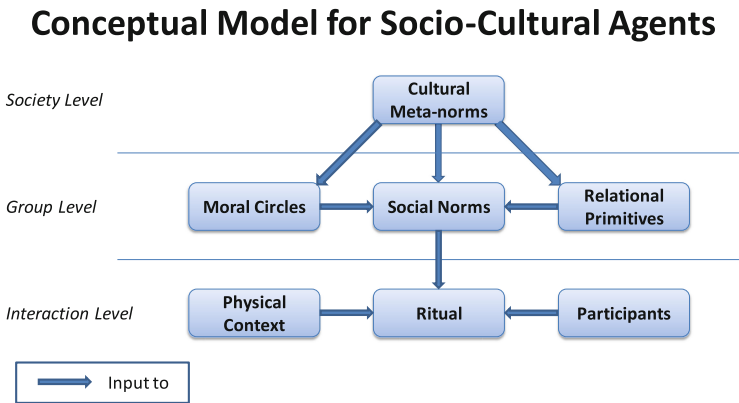 Conceptual Model for Socio-Cultural Agents
Society Level
Cultural
Meta-norms
Group Level
Moral Circles
Social Norms
Relational
Primitives
Interaction Level
Physical
Context
Ritual
Participants
Input to